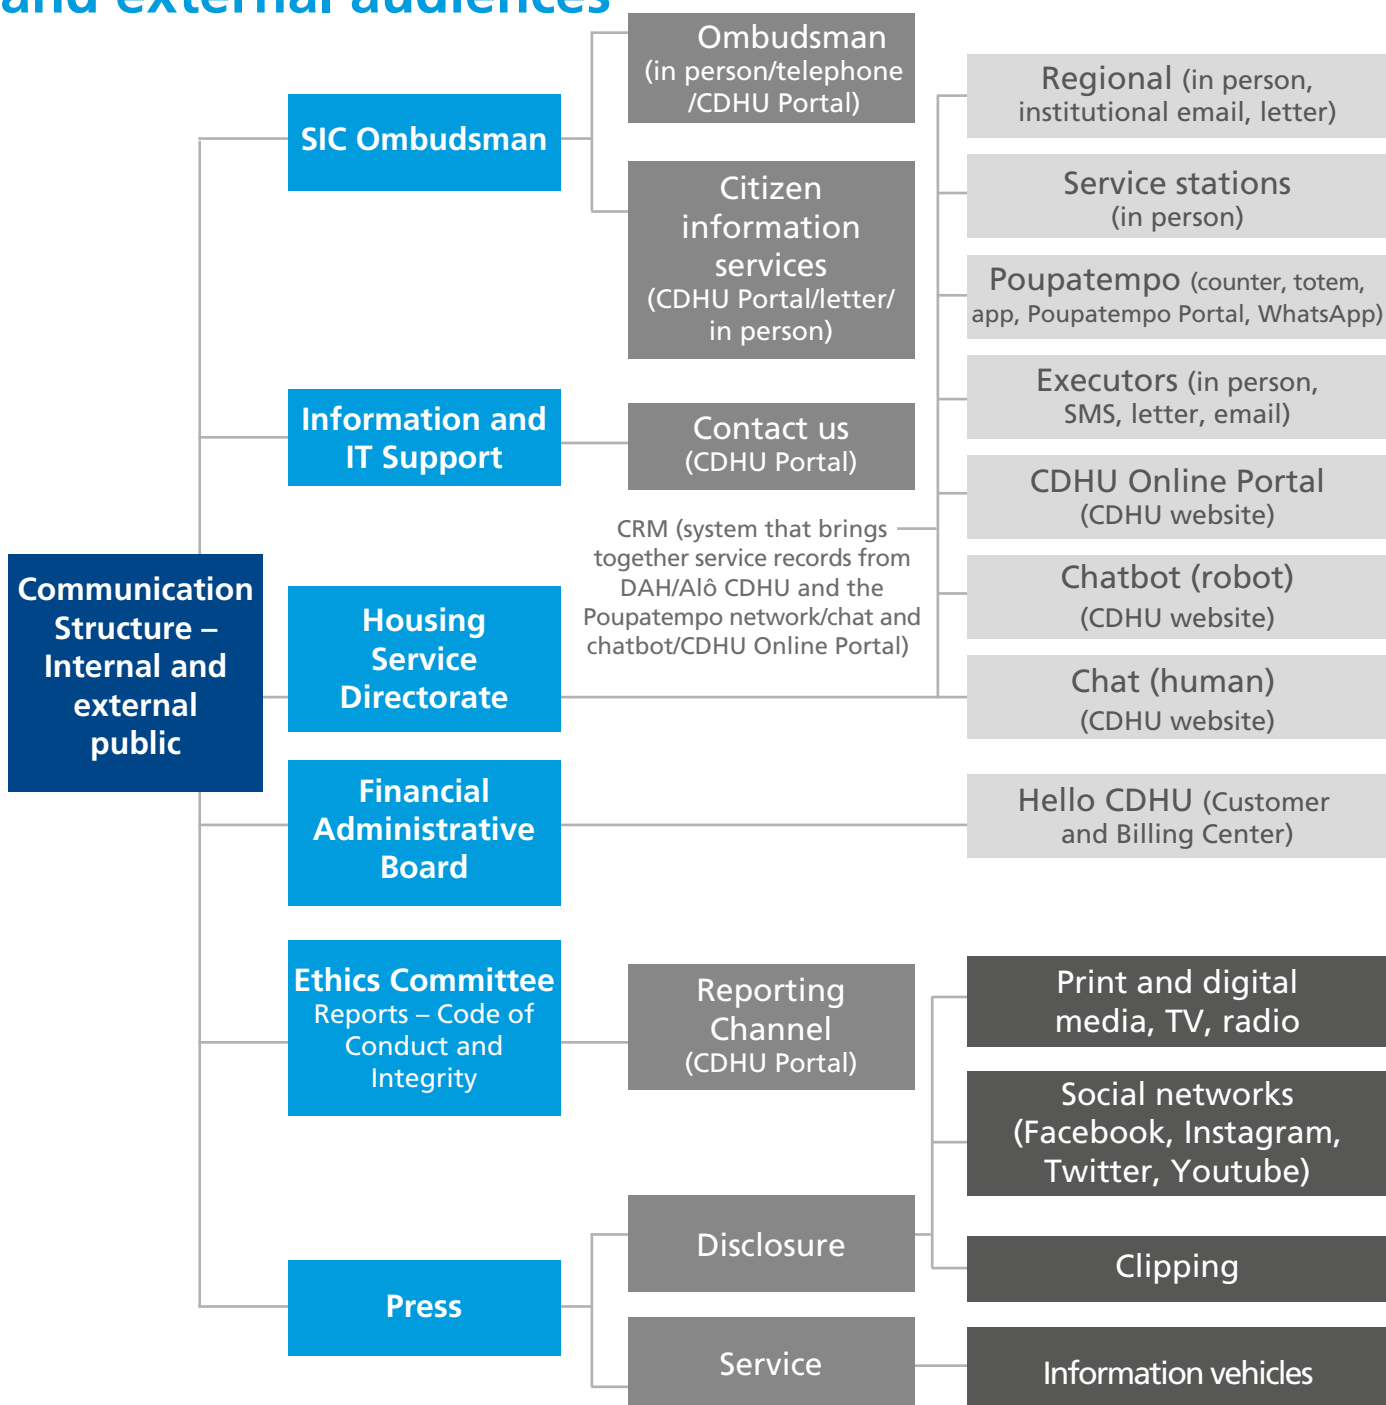 and external audiences
Ombudsman
(in person/telephone
/CDHU Portal)
SIC Ombudsman
Citizen
information
services
(CDHU Portal/letter/
in person)
Information and
IT Support
Contact us
(CDHU Portal)
CRM (system that brings
together service records from
DAH/Alô CDHU and the
Poupatempo network/chat and
chatbot/CDHU Online Portal)
Communication
Structure –
Internal and
external
public
Housing
Service
Directorate
Regional (in person,
institutional email, letter)
Service stations
(in person)
Poupatempo (counter, totem,
app, Poupatempo Portal, WhatsApp)
Executors (in person,
SMS, letter, email)
CDHU Online Portal
(CDHU website)
Chatbot (robot)
(CDHU website)
Chat (human)
(CDHU website)
Financial
Administrative
Board
Hello CDHU (Customer
and Billing Center)
Ethics Committee
Reports – Code of
Conduct and
Integrity
Reporting
Channel
(CDHU Portal)
Press
Disclosure
Print and digital
media, TV, radio
Social networks
(Facebook, Instagram,
Twitter, Youtube)
Clipping
Service
Information vehicles